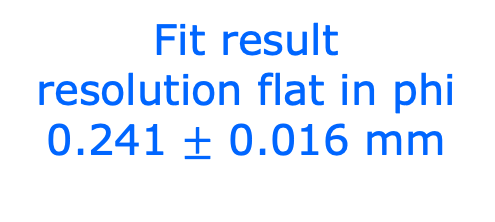 Fit result
resolution flat in phi
0.241 ± 0.016 mm